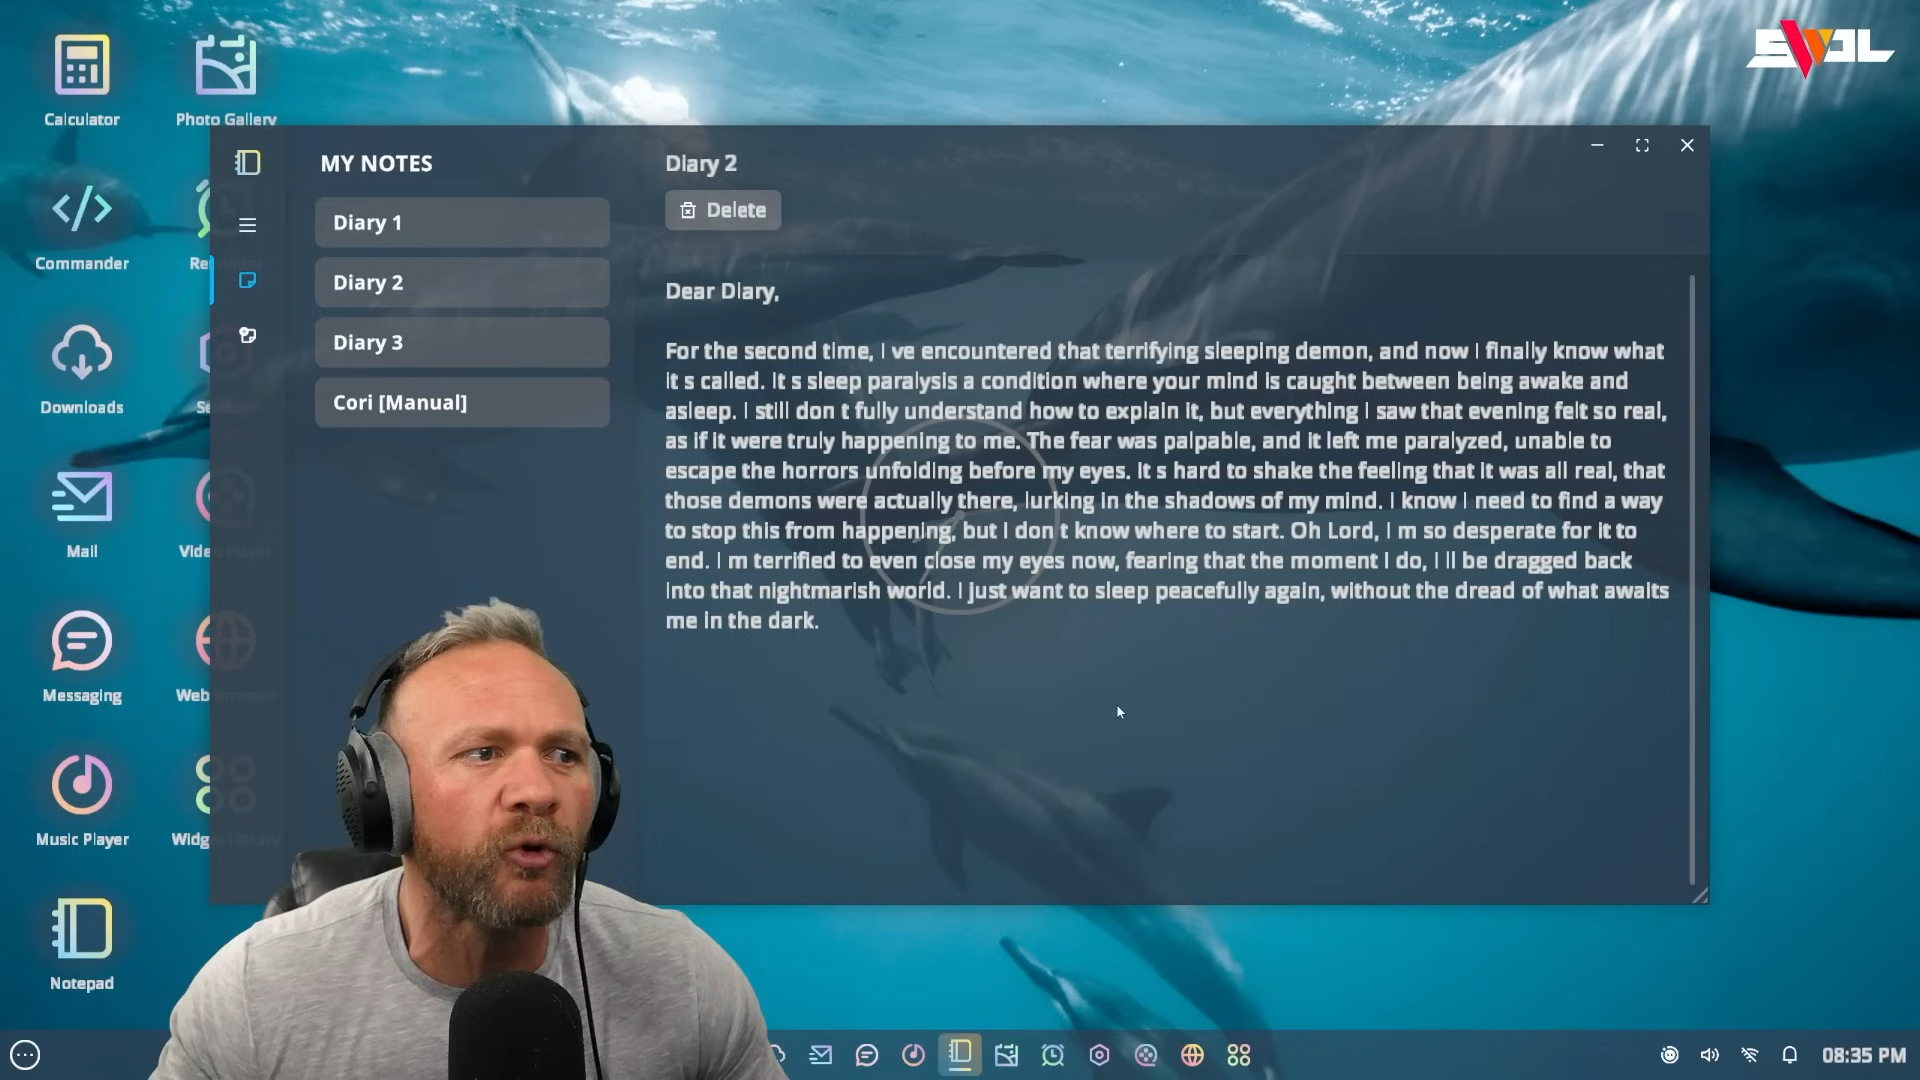 SWOL
Calculator
Photo Gallery
Commander
Downloads
Mail
Messaging
Web Browser
Music Player
Widget Library
Notepad
MY NOTES
Diary 1
Diary 2
Diary 3
Cori [Manual]
Diary 2
Delete
Dear Diary,
For the second time, I ve encountered that terrifying sleeping demon, and now I finally know what
it s called. It s sleep paralysis a condition where your mind is caught between being awake and
asleep. I still don t fully understand how to explain it, but everything I saw that evening felt so real,
as if it were truly happening to me. The fear was palpable, and it left me paralyzed, unable to
escape the horrors unfolding before my eyes. It s hard to shake the feeling that it was all real, that
those demons were actually there, lurking in the shadows of my mind. I know I need to find a way
to stop this from happening, but I don t know where to start. Oh Lord, I m so desperate for it to
end. I m terrified to even close my eyes now, fearing that the moment I do, I ll be dragged back
into that nightmarish world. I just want to sleep peacefully again, without the dread of what awaits
me in the dark.
Video Player
08:35 PM